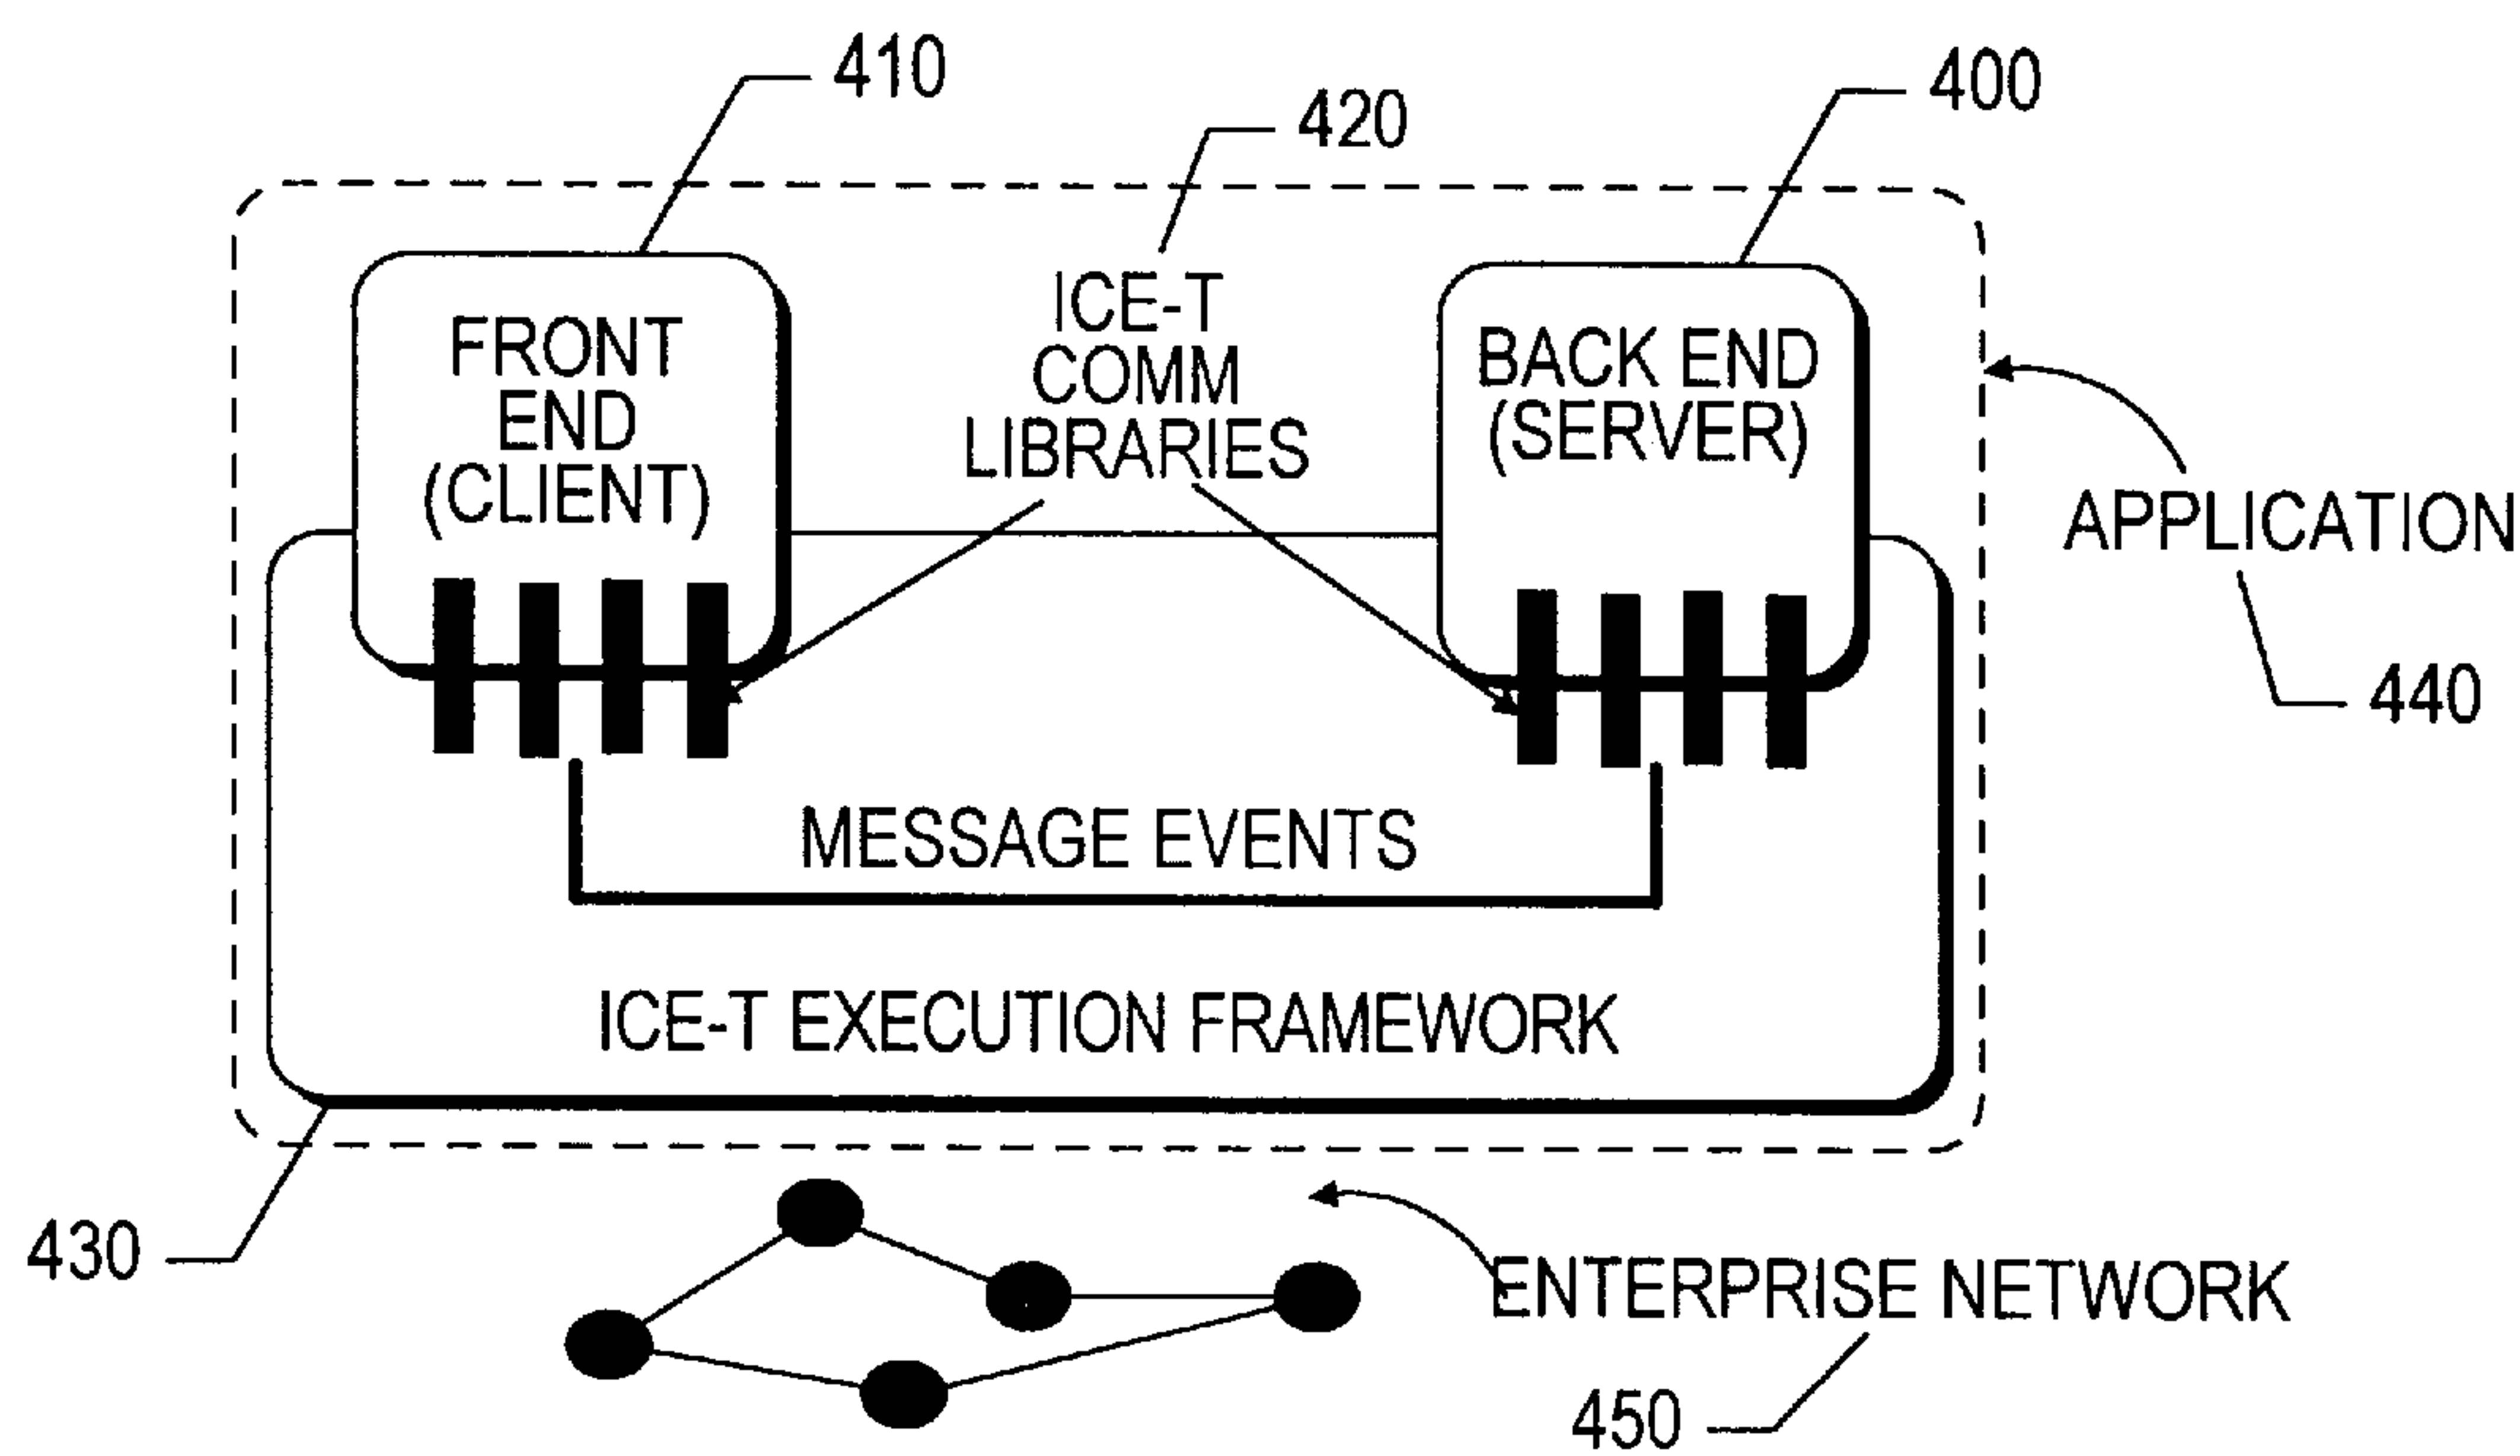 410
400
420
FRONT
END
(CLIENT)
ICE-T
COMM
LIBRARIES
BACK END
(SERVER)
APPLICATION
440
MESSAGE EVENTS
ICE-T EXECUTION FRAMEWORK
430
ENTERPRISE NETWORK
450